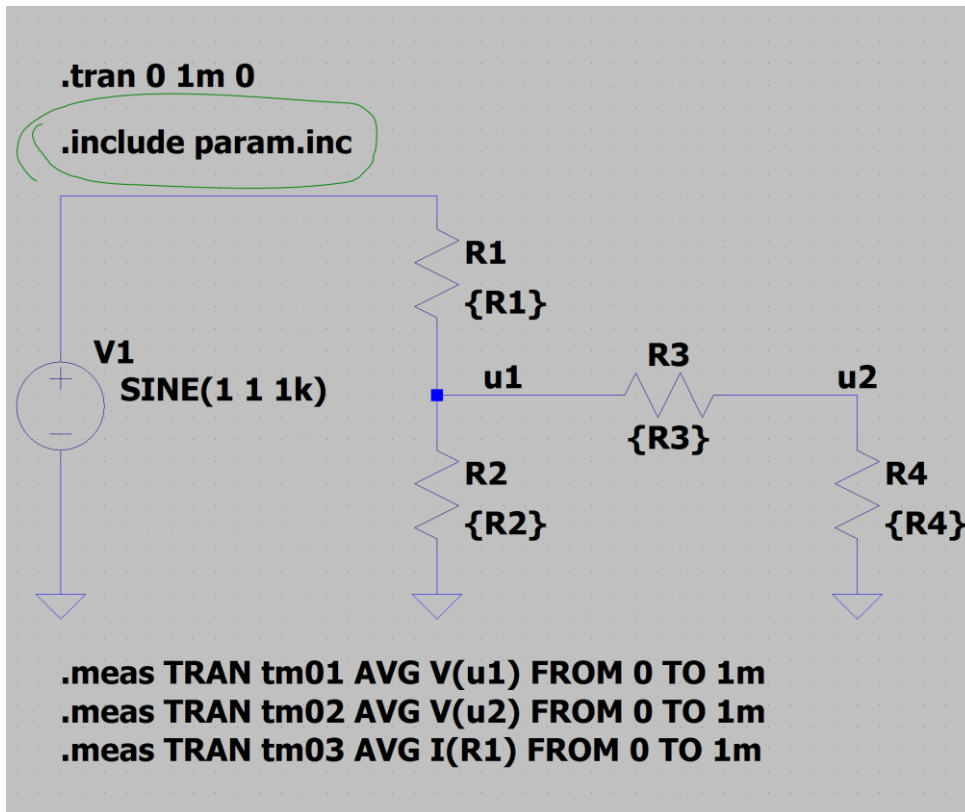 .tran 0 1m 0
.include param.inc
R1
{R1}
V1
SINE(1 1 1k)
u1
R3
{R3}
u2
R2
{R2}
R4
{R4}
.meas TRAN tm01 AVG V(u1) FROM 0 TO 1m
.meas TRAN tm02 AVG V(u2) FROM 0 TO 1m
.meas TRAN tm03 AVG I(R1) FROM 0 TO 1m